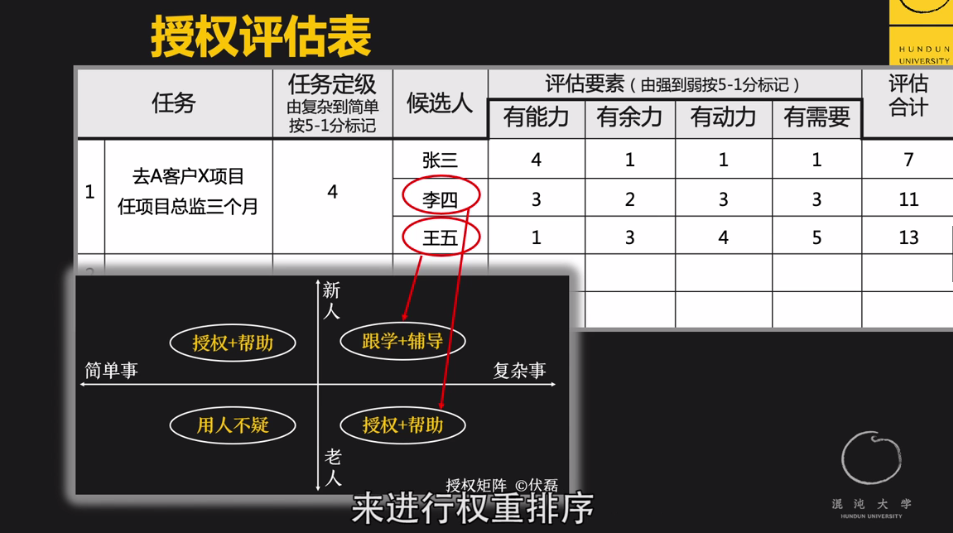 授权评估表
HUNDUN
UNIVERSITY
任务
任务定级
由复杂到简单
按5-1分标记
候选人
评估要素（由强到弱按5-1分标记）
有能力 有余力 有动力 有需要
评估
合计
1
去A客户X项目
任项目总监三个月
4
张三 4 1 1 1 7
李四 3 2 3 3 11
王五 1 3 4 5 13
2
新
人
授权+帮助 跟学+辅导
简单事 复杂事
用人不疑 授权+帮助
老
人
授权矩阵 ©伏磊
来进行权重排序
混沌大学
HUNDUN UNIVERSITY